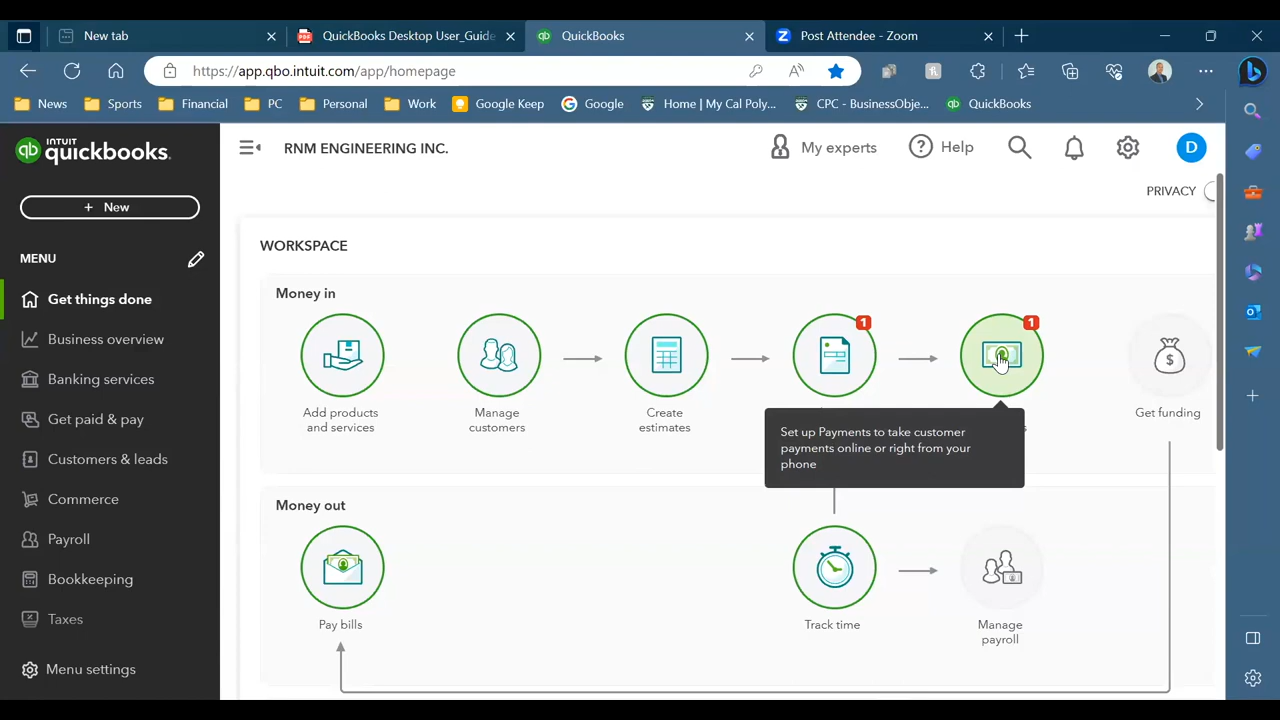 New tab
QuickBooks Desktop User_Guide
QuickBooks
Post Attendee - Zoom
https://app.qbo.intuit.com/app/homepage
News
Sports
Financial
PC
Personal
Work
Google Keep
Google
Home | My Cal Poly...
CPC - BusinessObje...
QuickBooks
INTUIT
quickbooks.
RNM ENGINEERING INC.
My experts
Help
D
+ New
PRIVACY
MENU
WORKSPACE
Get things done
Business overview
Banking services
Get paid & pay
Customers & leads
Commerce
Payroll
Bookkeeping
Taxes
Menu settings
Money in
1
1
Add products
and services
Manage
customers
Create
estimates
Get funding
Set up Payments to take customer
payments online or right from your
phone
Money out
Pay bills
Track time
Manage
payroll